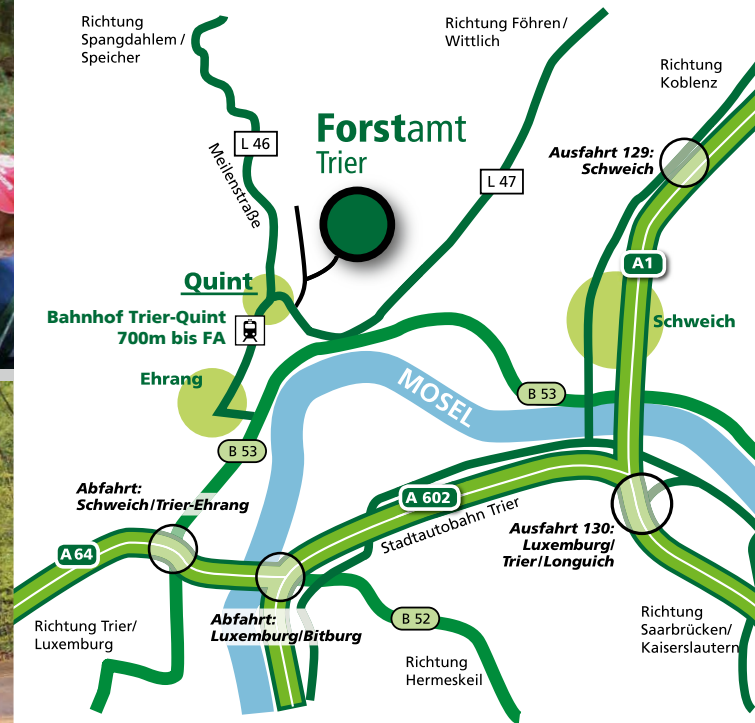 Richtung
Spangdahlem /
Speicher
Richtung Föhren /
Wittlich
Richtung
Koblenz
L 46
Meilenstraße
Forstamt
Trier
Ausfahrt 129:
Schweich
L 47
A1
Quint
Bahnhof Trier-Quint
700m bis FA
Schweich
Ehrang
MOSEL
B 53
B 53
Abfahrt:
Schweich/Trier-Ehrang
A 602
Stadtautobahn Trier
Ausfahrt 130:
Luxemburg/
Trier/Longuich
A 64
Richtung Trier/
Luxemburg
Abfahrt:
Luxemburg/Bitburg
B 52
Richtung
Hermeskeil
Richtung
Saarbrücken/
Kaiserslautern